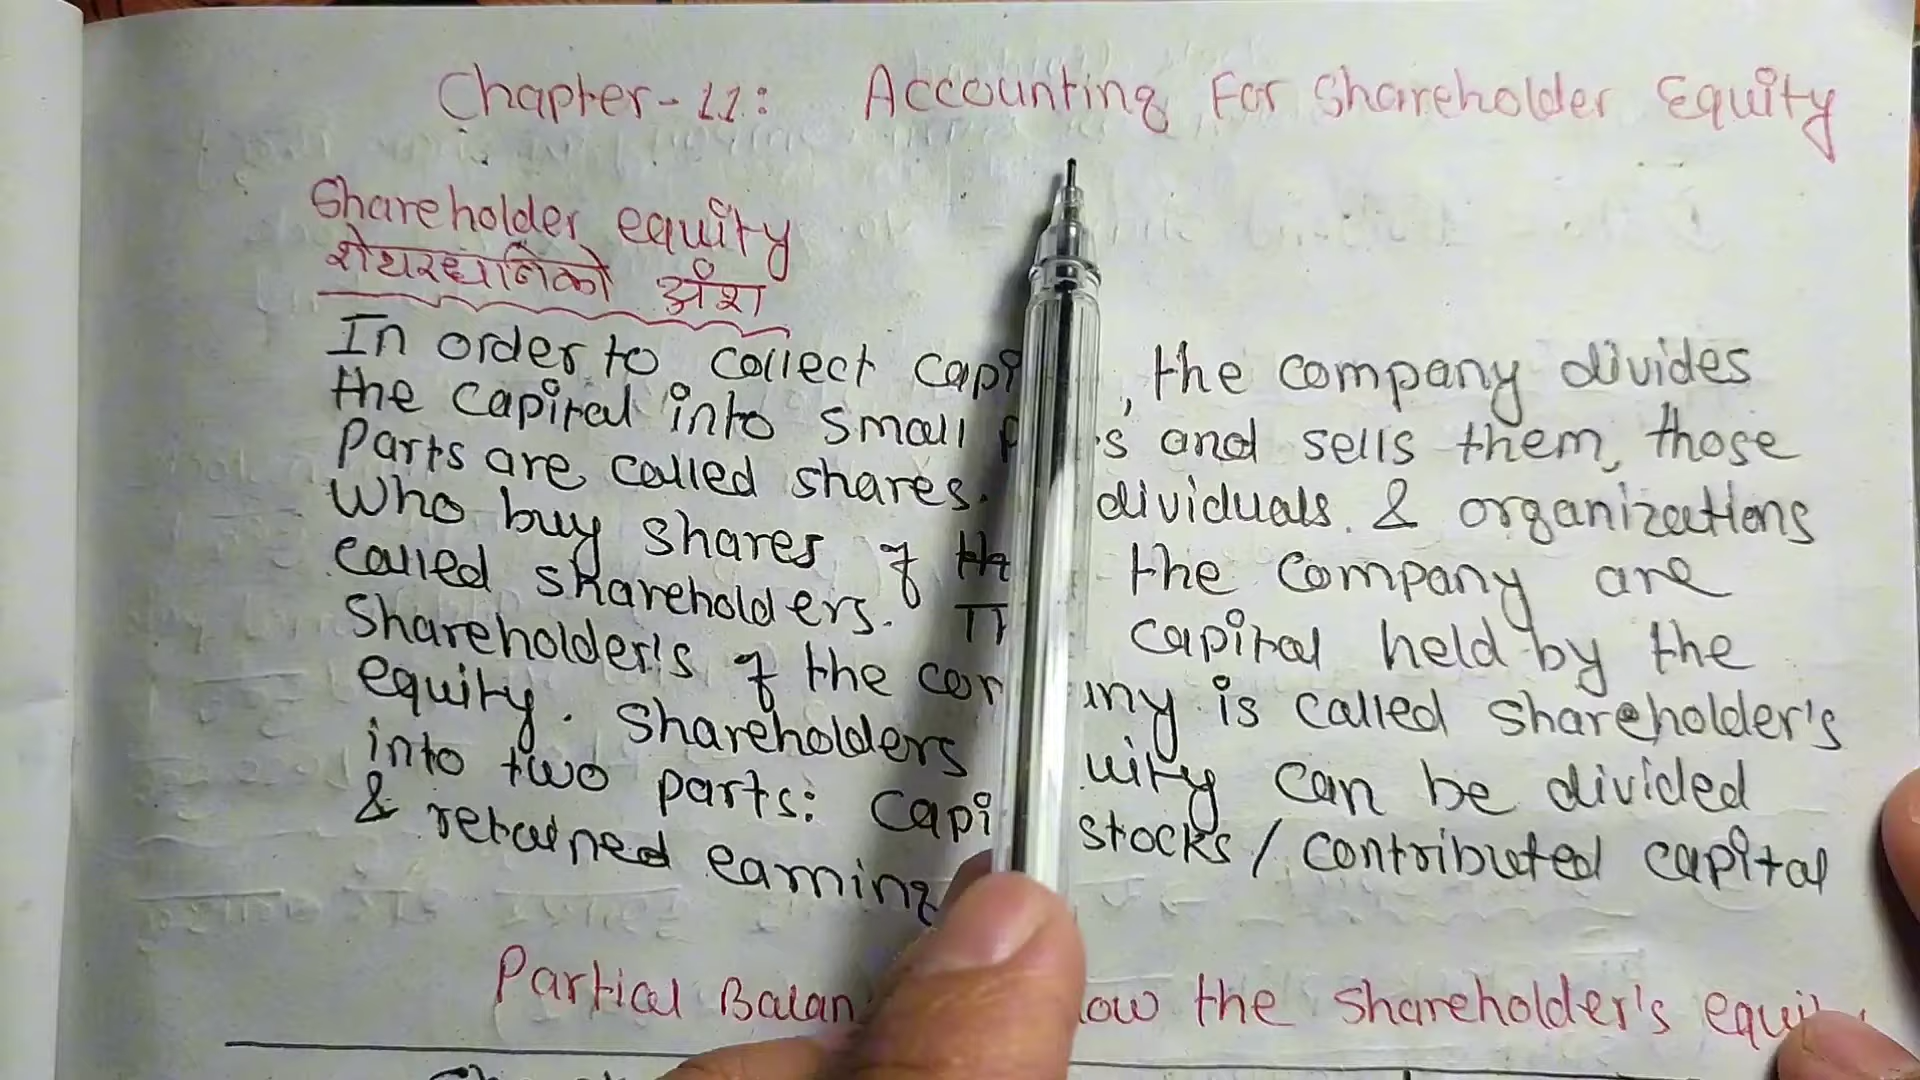 Chapter-11: Accounting For Shareholder Equity
Shareholder equity
शेयरधनिको अंश
In order to collect capi , the company divides
the capital into small p s and sells them, those
Parts are called shares. dividuals & organizations
who buy shares of the company are
called shareholders. capital held by the
Shareholder's of the com any is called shareholder's
equity. Shareholders uity can be divided
into two parts: Capi stocks / contributed capital
& retained earning
Partial Balan ow the shareholder's equi